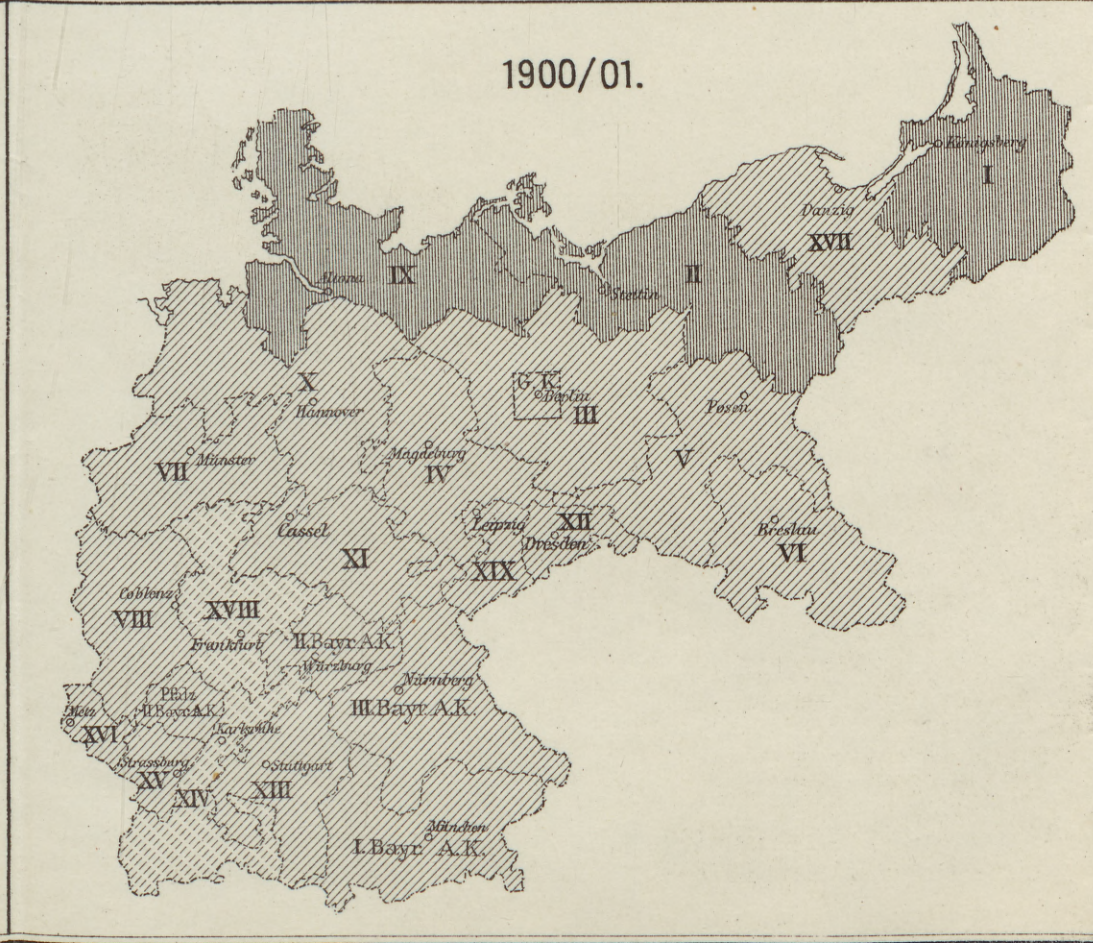 1900/01.
Königsberg
I
Danzig
XVII
Altona
IX
II
Stettin
G. K.
Berlin
III
X
Hannover
Posen
Magdeburg
IV
V
VII
Münster
Leipzig
XII
Dresden
Breslau
VI
Cassel
XI
XIX
Coblenz
VIII
XVIII
Frankfurt
II.Bayr.A.K.
Würzburg
Nürnberg
III.Bayr.A.K.
Pfalz
II.Bayr.A.K.
Metz
XVI
Karlsruhe
Strassburg
XV
XIV
Stuttgart
XIII
München
I.Bayr. A.K.